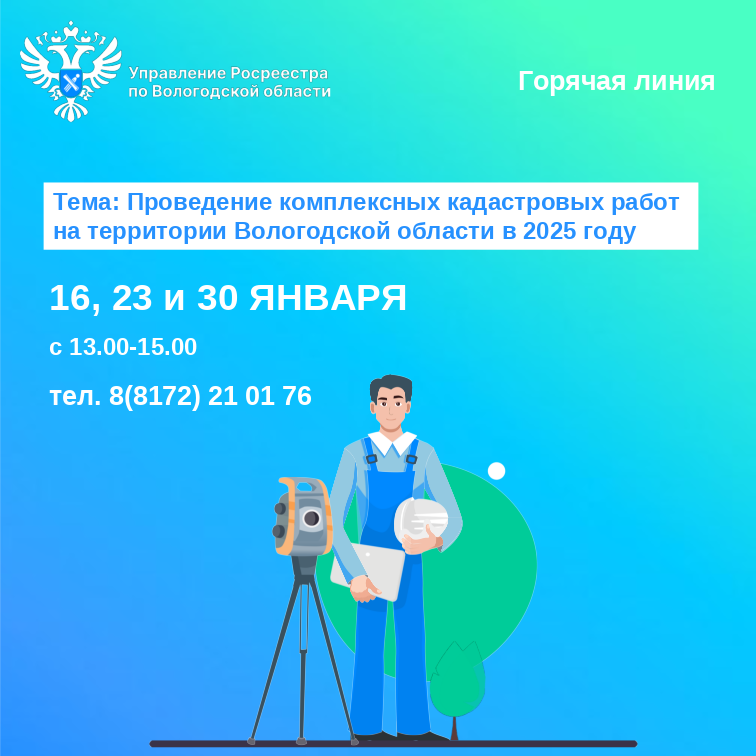 Управление Росреестра
по Вологодской области
Горячая линия
Тема: Проведение комплексных кадастровых работ
на территории Вологодской области в 2025 году
16, 23 и 30 ЯНВАРЯ
с 13.00-15.00
тел. 8(8172) 21 01 76